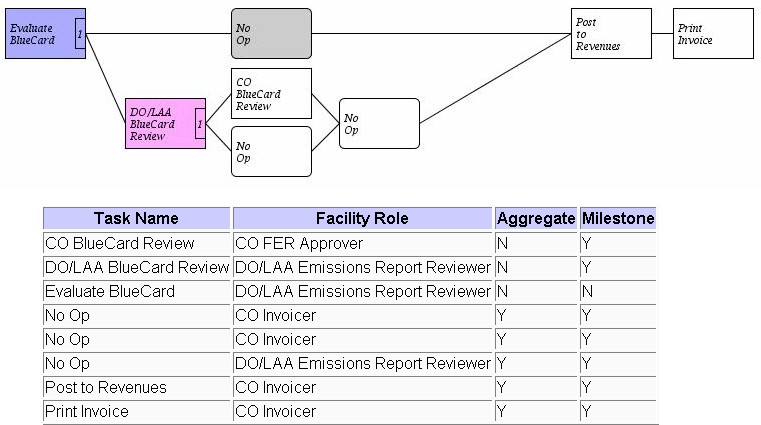 Evaluate
BlueCard
1
No
Op
Post
to
Revenues
Print
Invoice
CO
BlueCard
Review
DO/LAA
BlueCard
Review
1
No
Op
No
Op
Task Name Facility Role Aggregate Milestone
CO BlueCard Review CO FER Approver N Y
DO/LAA BlueCard Review DO/LAA Emissions Report Reviewer N Y
Evaluate BlueCard DO/LAA Emissions Report Reviewer N N
No Op CO Invoicer Y Y
No Op CO Invoicer Y Y
No Op DO/LAA Emissions Report Reviewer Y Y
Post to Revenues CO Invoicer Y Y
Print Invoice CO Invoicer Y Y